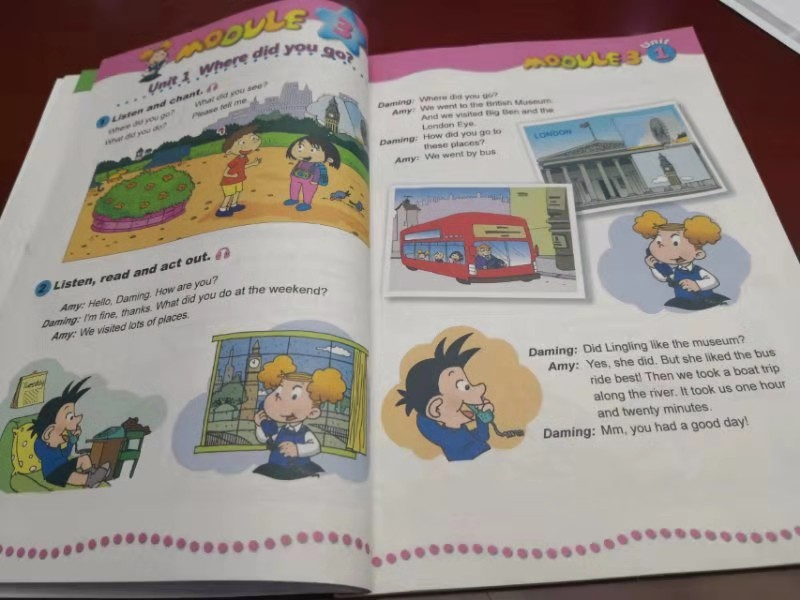 MODULE 3
Unit 1 Where did you go?
1 Listen and chant.
Where did you go?
What did you do?
What did you see?
Please tell me.
2 Listen, read and act out.
Amy: Hello, Daming. How are you?
Daming: I'm fine, thanks. What did you do at the weekend?
Amy: We visited lots of places.
MODULE 3 Unit 1
Daming: Where did you go?
Amy: We went to the British Museum.
And we visited Big Ben and the
London Eye.
Daming: How did you go to
these places?
Amy: We went by bus.
LONDON
Daming: Did Lingling like the museum?
Amy: Yes, she did. But she liked the bus
ride best! Then we took a boat trip
along the river. It took us one hour
and twenty minutes.
Daming: Mm, you had a good day!